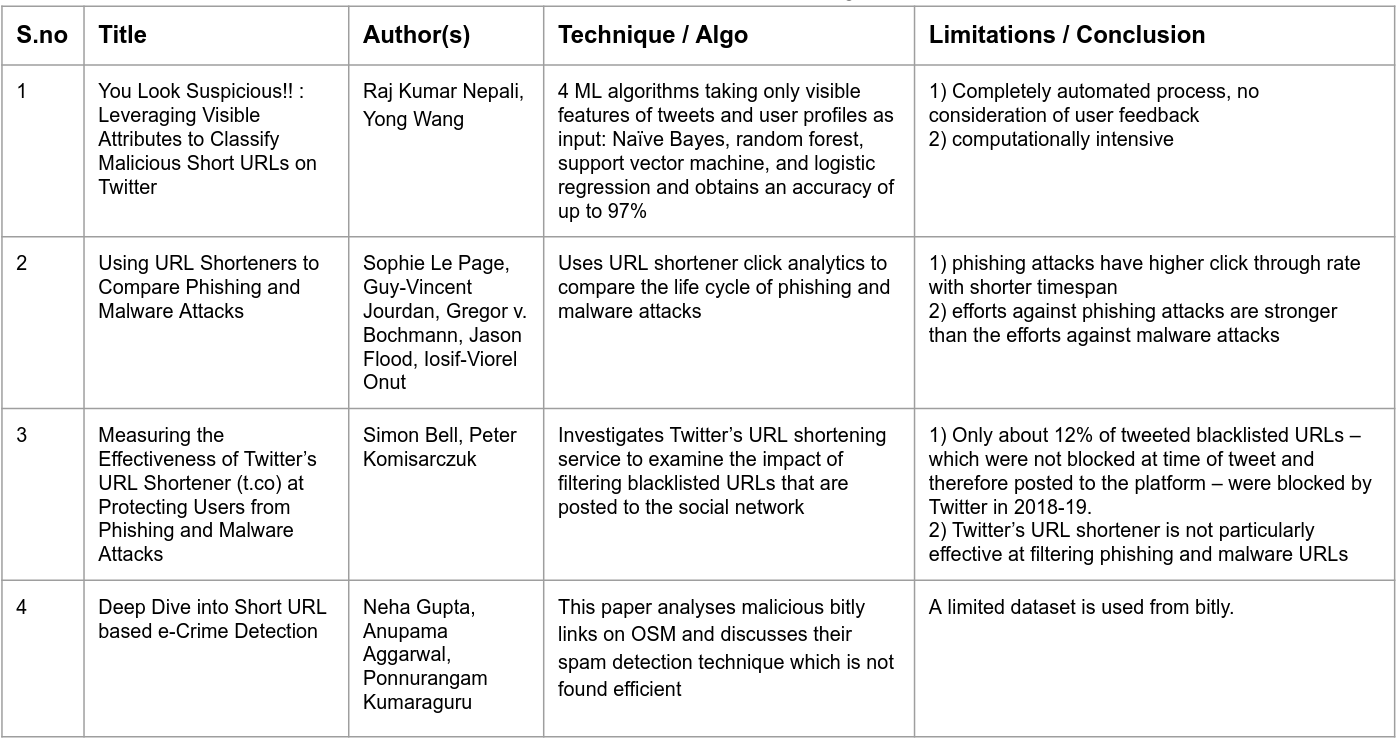 S.no
Title
Author(s)
Technique / Algo
Limitations / Conclusion
1
You Look Suspicious!! :
Leveraging Visible
Attributes to Classify
Malicious Short URLs on
Twitter
Raj Kumar Nepali,
Yong Wang
4 ML algorithms taking only visible
features of tweets and user profiles as
input: Naïve Bayes, random forest,
support vector machine, and logistic
regression and obtains an accuracy of
up to 97%
1) Completely automated process, no
consideration of user feedback
2) computationally intensive
2
Using URL Shorteners to
Compare Phishing and
Malware Attacks
Sophie Le Page,
Guy-Vincent
Jourdan, Gregor v.
Bochmann, Jason
Flood, Iosif-Viorel
Onut
Uses URL shortener click analytics to
compare the life cycle of phishing and
malware attacks
1) phishing attacks have higher click through rate
with shorter timespan
2) efforts against phishing attacks are stronger
than the efforts against malware attacks
3
Measuring the
Effectiveness of Twitter’s
URL Shortener (t.co) at
Protecting Users from
Phishing and Malware
Attacks
Simon Bell, Peter
Komisarczuk
Investigates Twitter’s URL shortening
service to examine the impact of
filtering blacklisted URLs that are
posted to the social network
1) Only about 12% of tweeted blacklisted URLs –
which were not blocked at time of tweet and
therefore posted to the platform – were blocked by
Twitter in 2018-19.
2) Twitter’s URL shortener is not particularly
effective at filtering phishing and malware URLs
4
Deep Dive into Short URL
based e-Crime Detection
Neha Gupta,
Anupama
Aggarwal,
Ponnurangam
Kumaraguru
This paper analyses malicious bitly
links on OSM and discusses their
spam detection technique which is not
found efficient
A limited dataset is used from bitly.